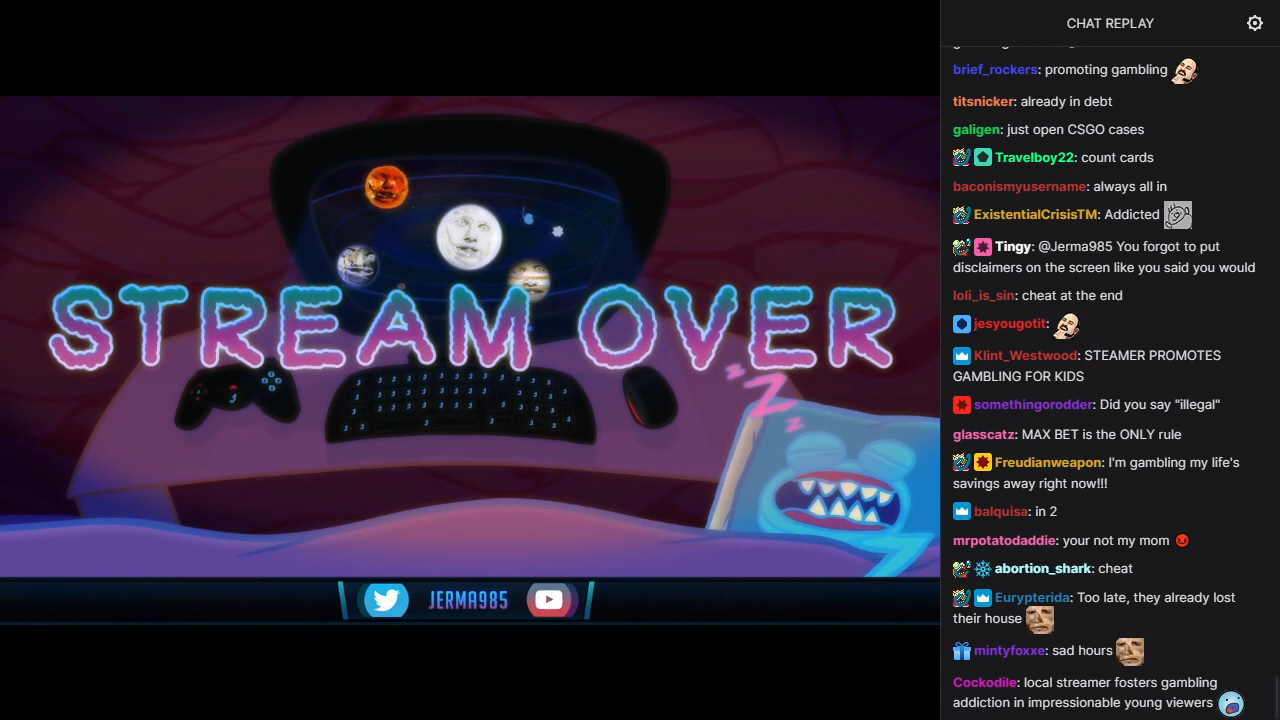 STREAM OVER
JERMA985
CHAT REPLAY
brief_rockers: promoting gambling
titsnicker: already in debt
galigen: just open CSGO cases
Travelboy22: count cards
baconismyusername: always all in
ExistentialCrisisTM: Addicted
Tingy: @Jerma985 You forgot to put
disclaimers on the screen like you said you would
loli_is_sin: cheat at the end
jesyougotit:
Klint_Westwood: STEAMER PROMOTES
GAMBLING FOR KIDS
somethingorodder: Did you say "illegal"
glasscatz: MAX BET is the ONLY rule
Freudianweapon: I'm gambling my life's
savings away right now!!!
balquisa: in 2
mrpotatodaddie: your not my mom
abortion_shark: cheat
Eurypterida: Too late, they already lost
their house
mintyfoxxe: sad hours
Cockodile: local streamer fosters gambling
addiction in impressionable young viewers